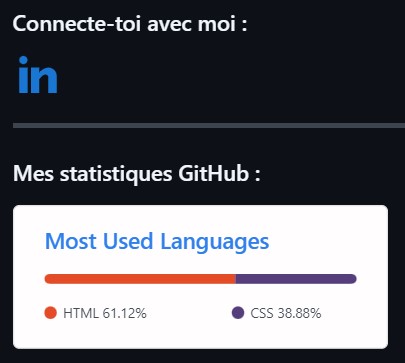 Connecte-toi avec moi :
in
Mes statistiques GitHub :
Most Used Languages
HTML 61.12%
CSS 38.88%